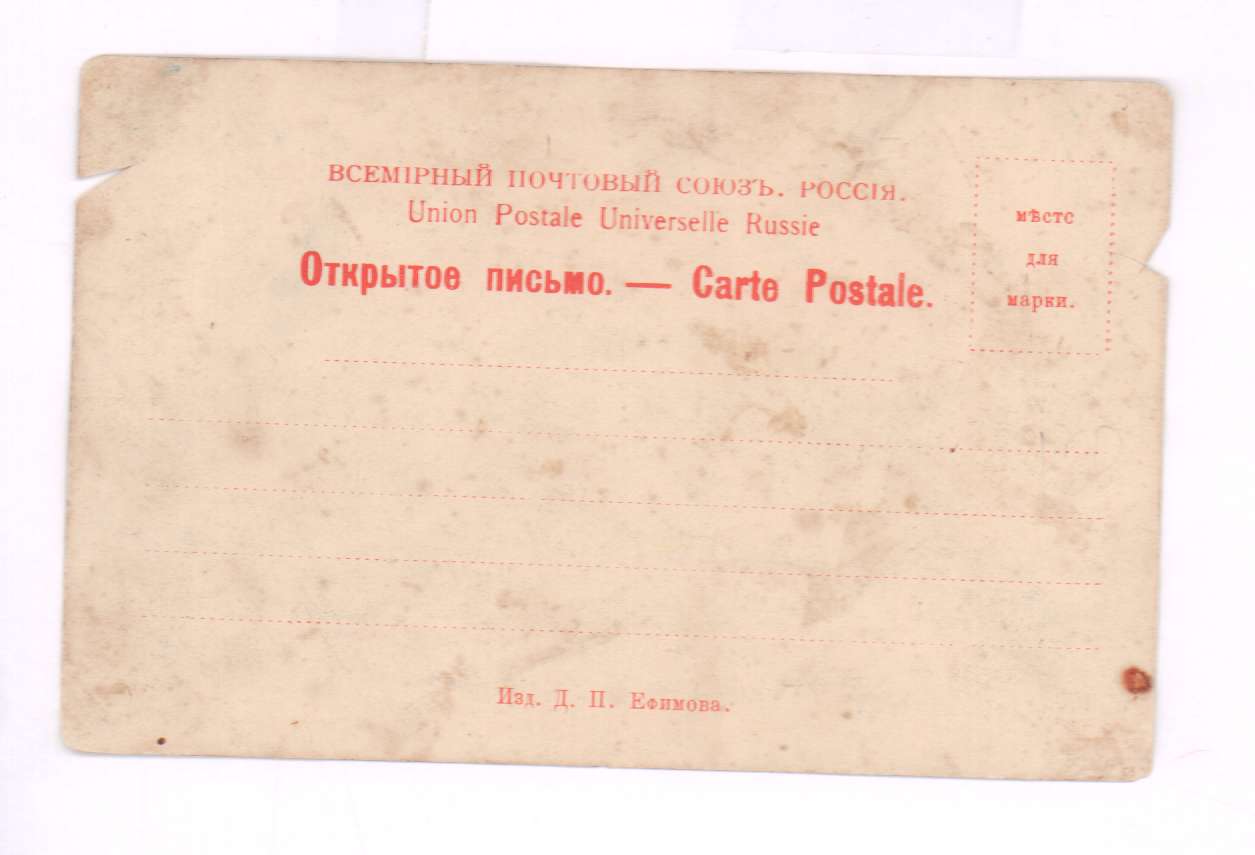 ВСЕМІРНЫЙ ПОЧТОВЫЙ СОЮЗЪ. РОССІЯ.
Union Postale Universelle Russie
Открытое письмо. — Carte Postale.
мѣсто
для
марки.
Изд. Д. П. Ефимова.